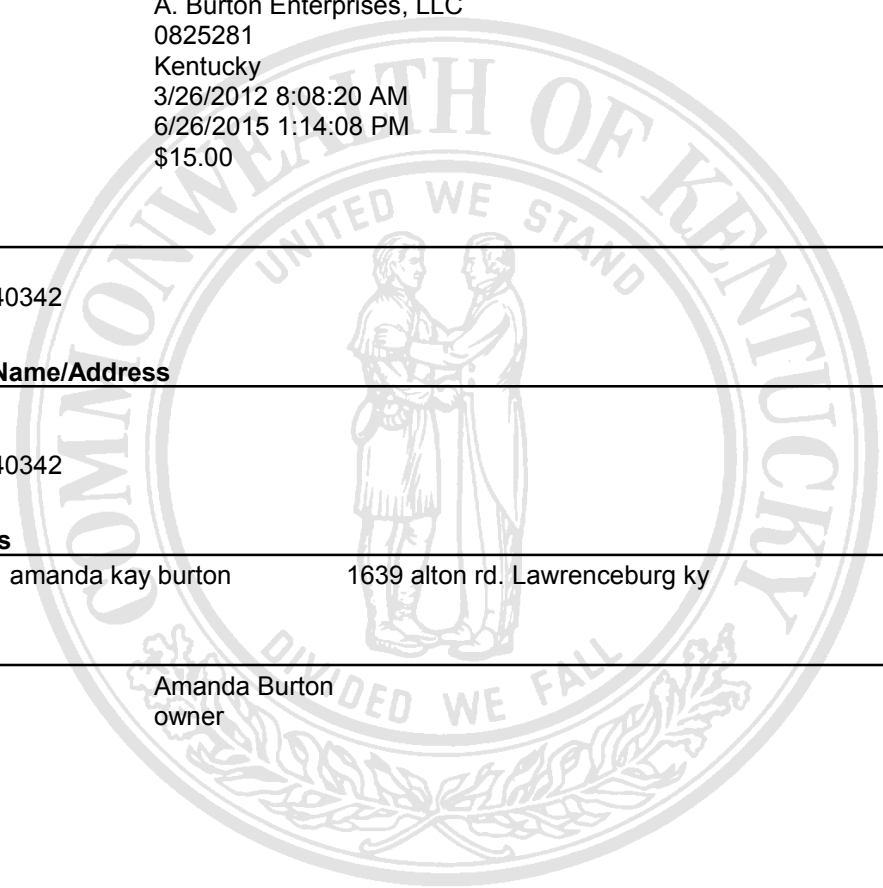 A. Burton Enterprises, LLC
0825281
Kentucky
3/26/2012 8:08:20 AM
6/26/2015 1:14:08 PM
$15.00
40342
Name/Address
40342
s
amanda kay burton 1639 alton rd. Lawrenceburg ky
Amanda Burton
owner
COMMONWEALTH OF KENTUCKY
UNITED WE STAND
DIVIDED WE FALL